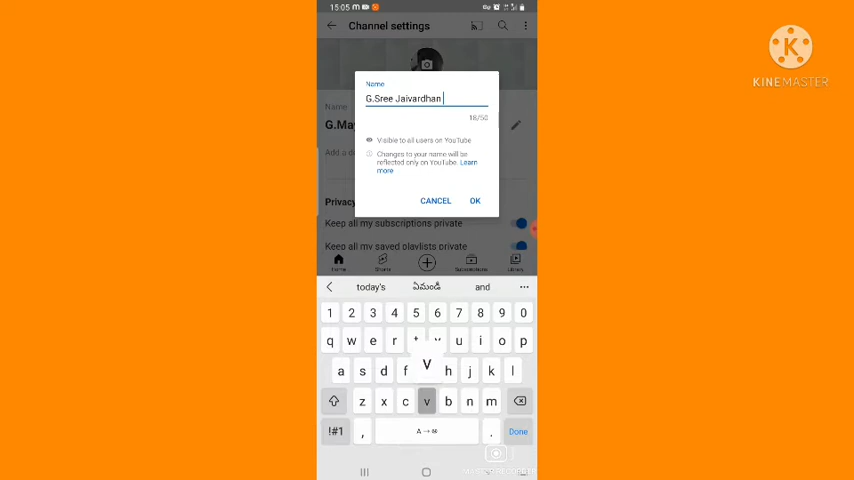 15:05
Channel settings
Name
G.Sree Jaivardhan
18/50
Visible to all users on YouTube
Changes to your name will be
reflected only on YouTube. Learn
more
CANCEL OK
Name
G.May
Add a de
Privacy
Keep all my subscriptions private
Keep all my saved playlists private
Home Shorts Subscriptions Library
today's ఏమండీ and
1 2 3 4 5 6 7 8 9 0
q w e r t y u i o p
a s d f v h j k l
z x c v b n m
!#1 , A → ⊕ . Done
K
KINEMASTER